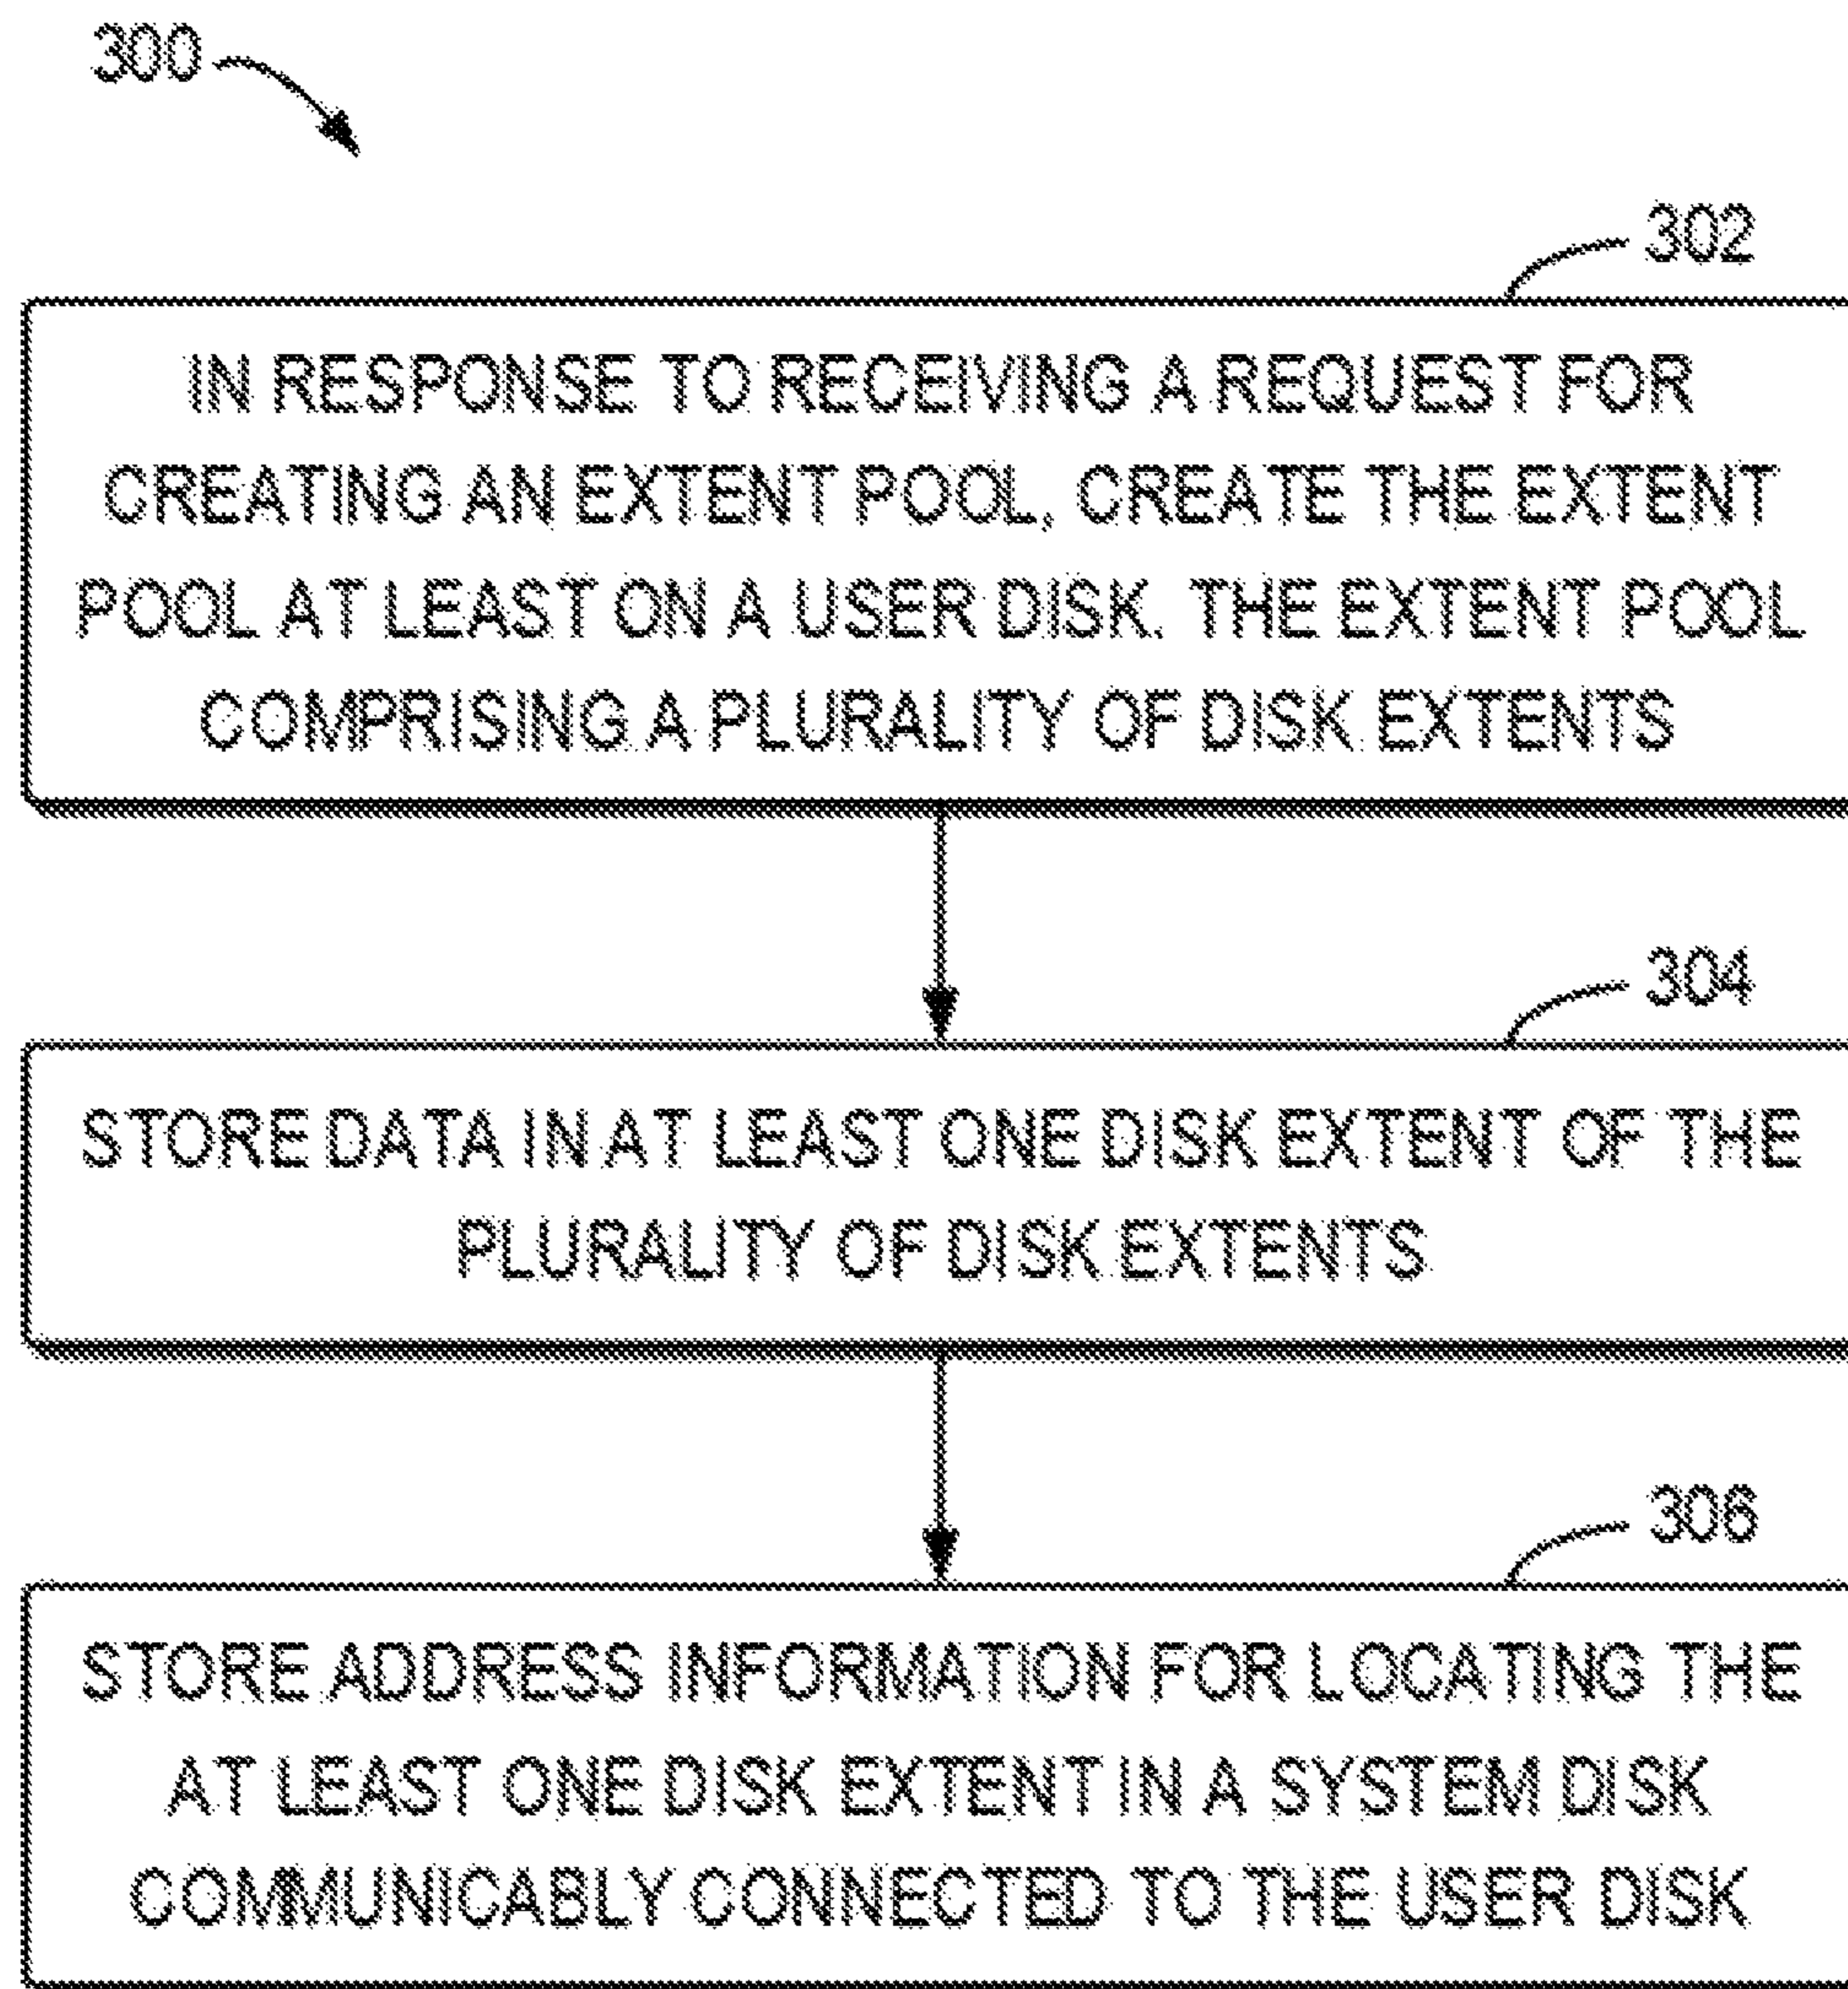 300
302
IN RESPONSE TO RECEIVING A REQUEST FOR
CREATING AN EXTENT POOL, CREATE THE EXTENT
POOL AT LEAST ON A USER DISK, THE EXTENT POOL
COMPRISING A PLURALITY OF DISK EXTENTS
304
STORE DATA IN AT LEAST ONE DISK EXTENT OF THE
PLURALITY OF DISK EXTENTS
306
STORE ADDRESS INFORMATION FOR LOCATING THE
AT LEAST ONE DISK EXTENT IN A SYSTEM DISK
COMMUNICABLY CONNECTED TO THE USER DISK